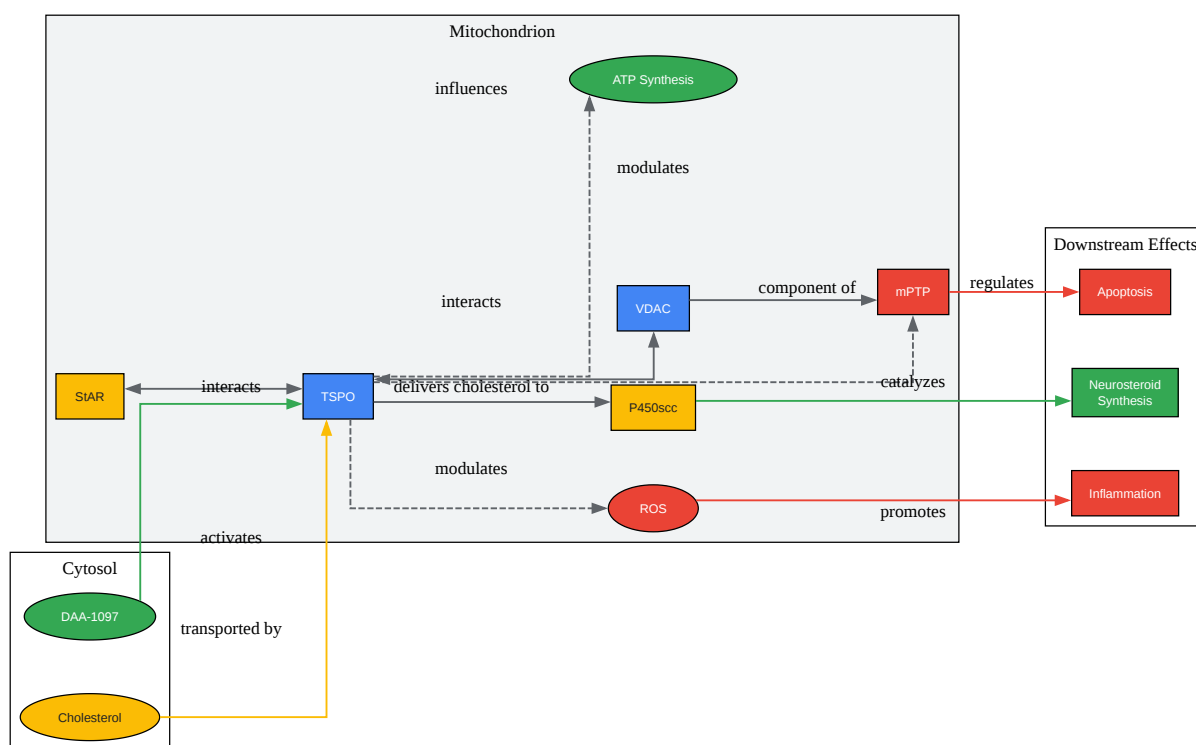 Mitochondrion
ATP Synthesis
influences
modulates
Downstream Effects
mPTP
regulates
Apoptosis
component of
interacts
VDAC
StAR
interacts
TSPO
delivers cholesterol to
catalyzes
P450scc
Neurosteroid
Synthesis
modulates
ROS
promotes
Inflammation
activates
Cytosol
DAA-1097
transported by
Cholesterol